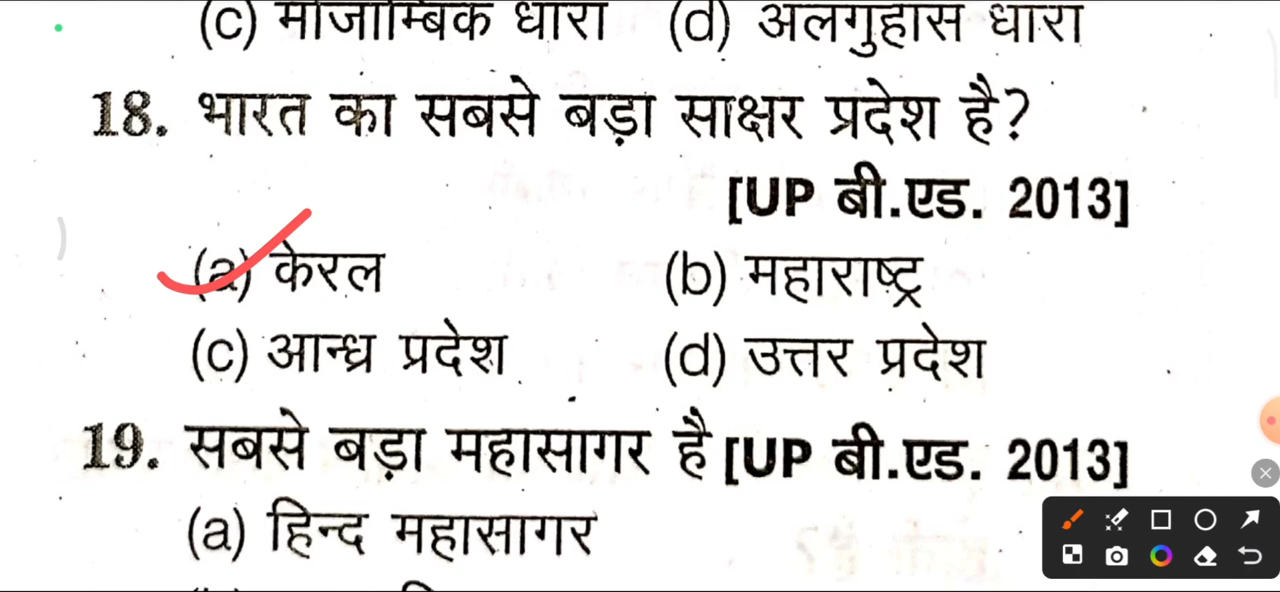 (c) मोजाम्बिक धारा (d) अलगुहास धारा
18. भारत का सबसे बड़ा साक्षर प्रदेश है?
[UP बी.एड. 2013]
(a) केरल (b) महाराष्ट्र
(c) आन्ध्र प्रदेश (d) उत्तर प्रदेश
19. सबसे बड़ा महासागर है [UP बी.एड. 2013]
(a) हिन्द महासागर